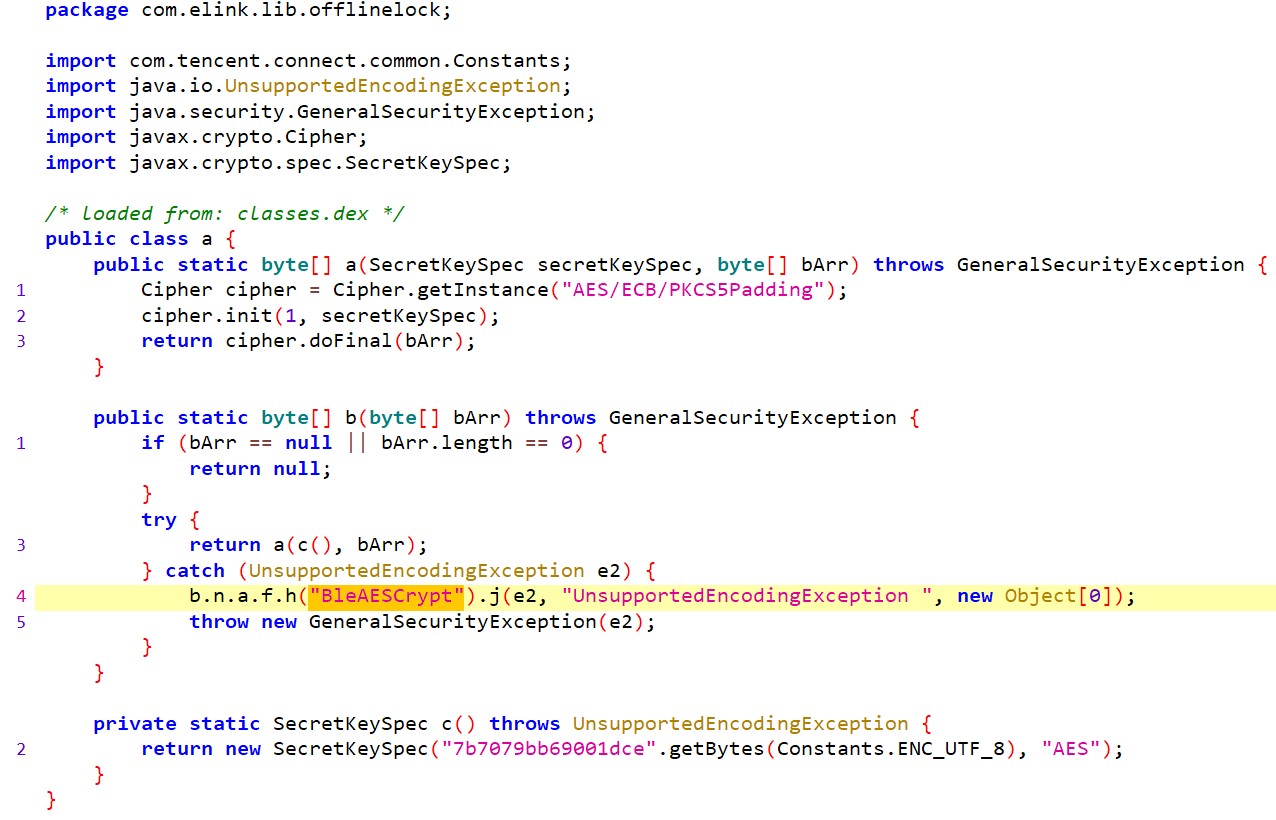 package com.elink.lib.offlinelock;

import com.tencent.connect.common.Constants;
import java.io.UnsupportedEncodingException;
import java.security.GeneralSecurityException;
import javax.crypto.Cipher;
import javax.crypto.spec.SecretKeySpec;

/* loaded from: classes.dex */
public class a {
    public static byte[] a(SecretKeySpec secretKeySpec, byte[] bArr) throws GeneralSecurityException {
1        Cipher cipher = Cipher.getInstance("AES/ECB/PKCS5Padding");
2        cipher.init(1, secretKeySpec);
3        return cipher.doFinal(bArr);
    }

    public static byte[] b(byte[] bArr) throws GeneralSecurityException {
1        if (bArr == null || bArr.length == 0) {
            return null;
        }
        try {
3            return a(c(), bArr);
        } catch (UnsupportedEncodingException e2) {
4            b.n.a.f.h("BleAESCrypt").j(e2, "UnsupportedEncodingException ", new Object[0]);
5            throw new GeneralSecurityException(e2);
        }
    }

    private static SecretKeySpec c() throws UnsupportedEncodingException {
2        return new SecretKeySpec("7b7079bb69001dce".getBytes(Constants.ENC_UTF_8), "AES");
    }
}